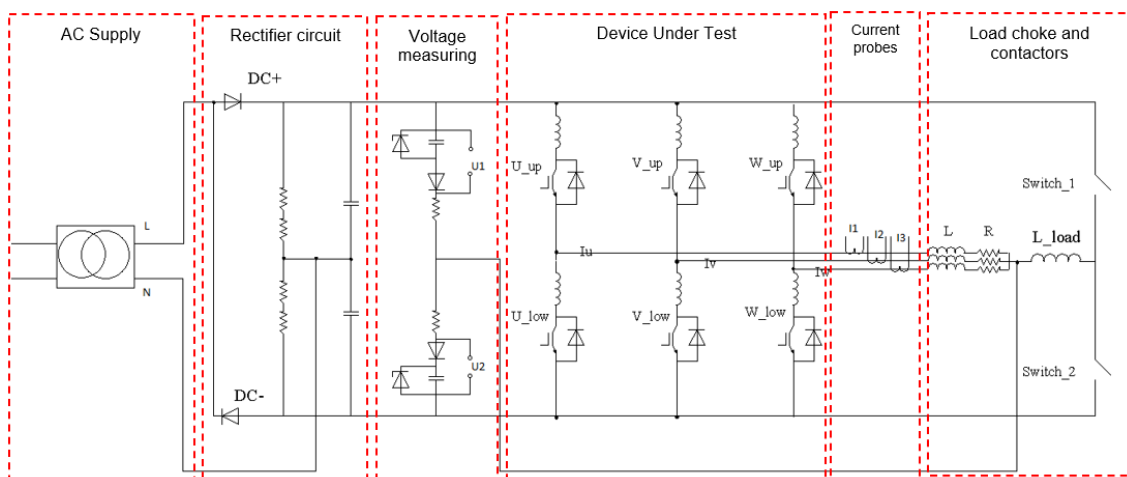 AC Supply
Rectifier circuit
Voltage
measuring
Device Under Test
Current
probes
Load choke and
contactors
DC+
U1
U_up
V_up
W_up
Switch_1
L
N
Iu
Iv
Iw
I1
I2
I3
L
R
L_load
U_low
V_low
W_low
U2
Switch_2
DC-